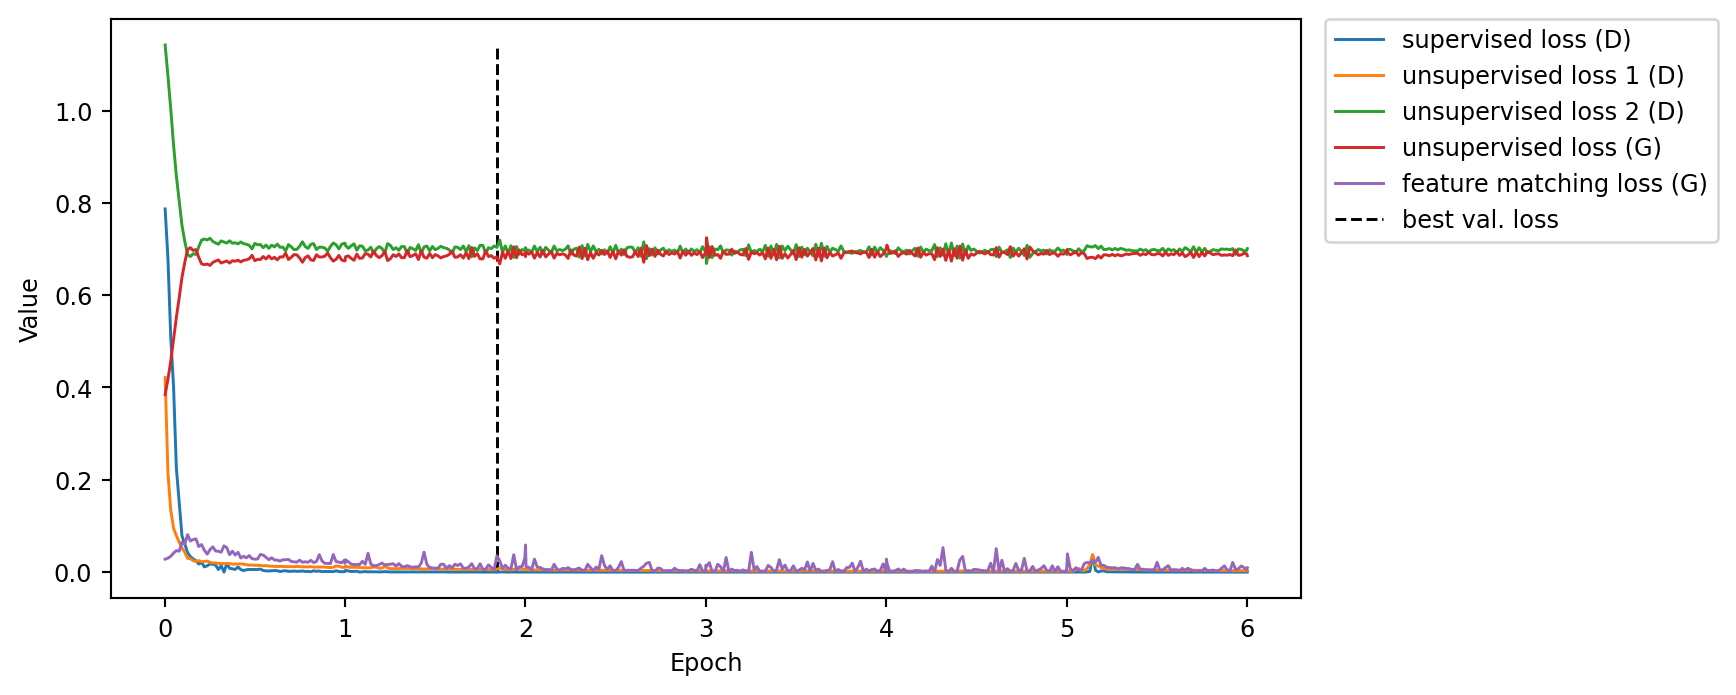 supervised loss (D)
unsupervised loss 1 (D)
unsupervised loss 2 (D)
unsupervised loss (G)
feature matching loss (G)
best val. loss
Value
1.0
0.8
0.6
0.4
0.2
0.0
0 1 2 3 4 5 6
Epoch